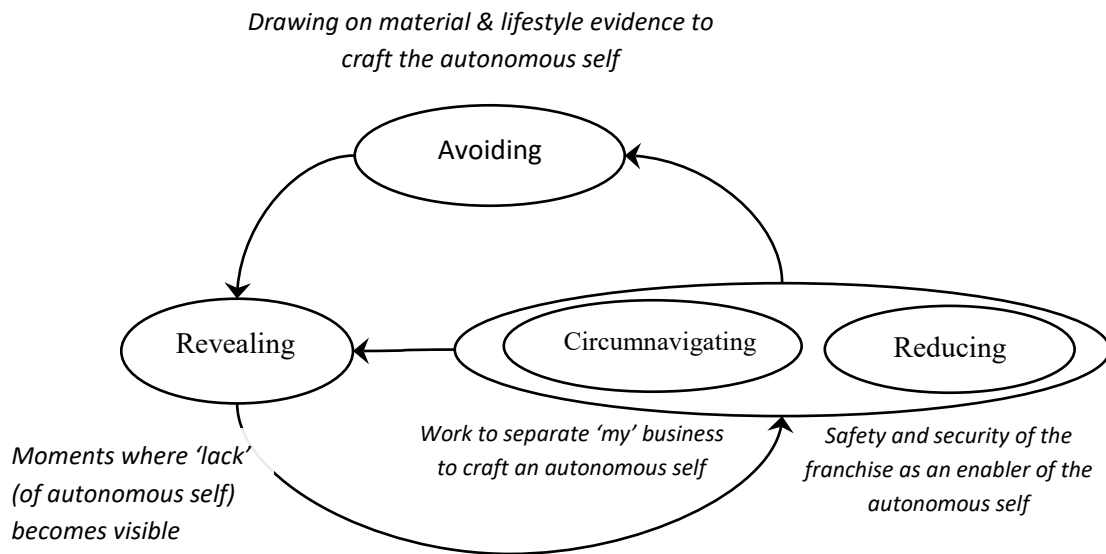 Drawing on material & lifestyle evidence to
craft the autonomous self
Avoiding
Revealing
Circumnavigating
Reducing
Moments where ‘lack’
(of autonomous self)
becomes visible
Work to separate ‘my’ business
to craft an autonomous self
Safety and security of the
franchise as an enabler of the
autonomous self